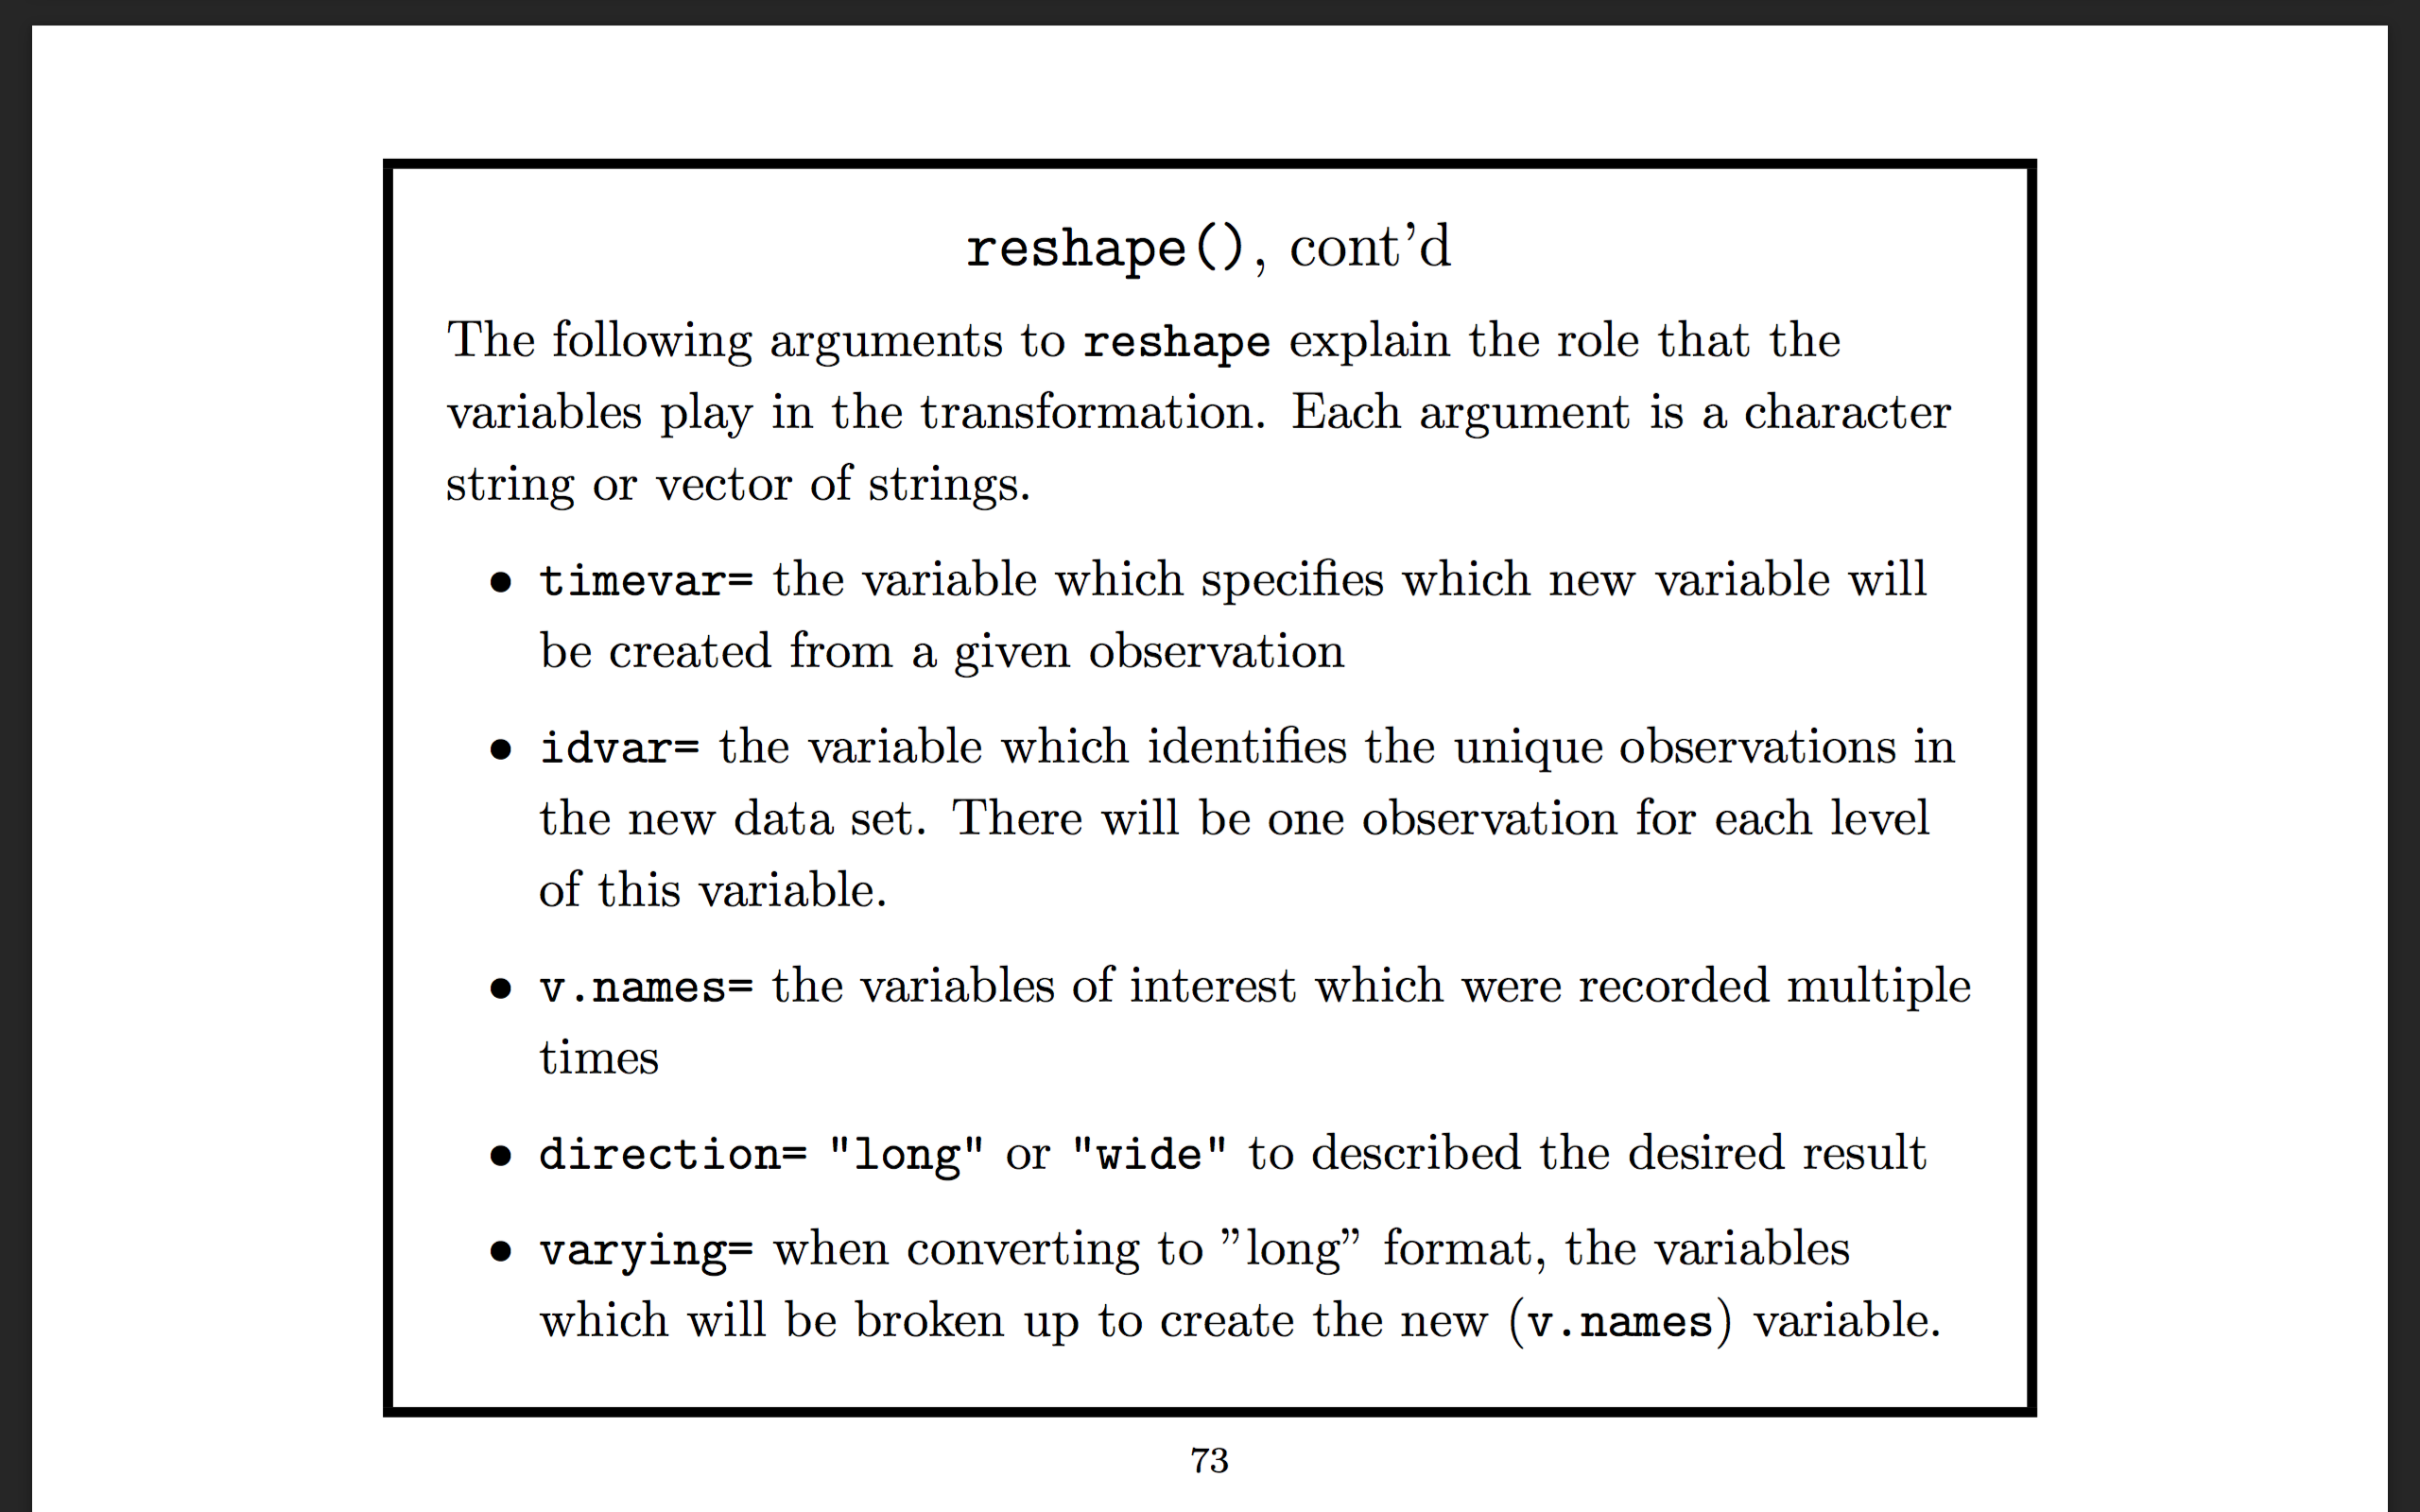 reshape(), cont’d
The following arguments to reshape explain the role that the
variables play in the transformation. Each argument is a character
string or vector of strings.
• timevar= the variable which specifies which new variable will
be created from a given observation
• idvar= the variable which identifies the unique observations in
the new data set. There will be one observation for each level
of this variable.
• v.names= the variables of interest which were recorded multiple
times
• direction= "long" or "wide" to described the desired result
• varying= when converting to ”long” format, the variables
which will be broken up to create the new (v.names) variable.
73